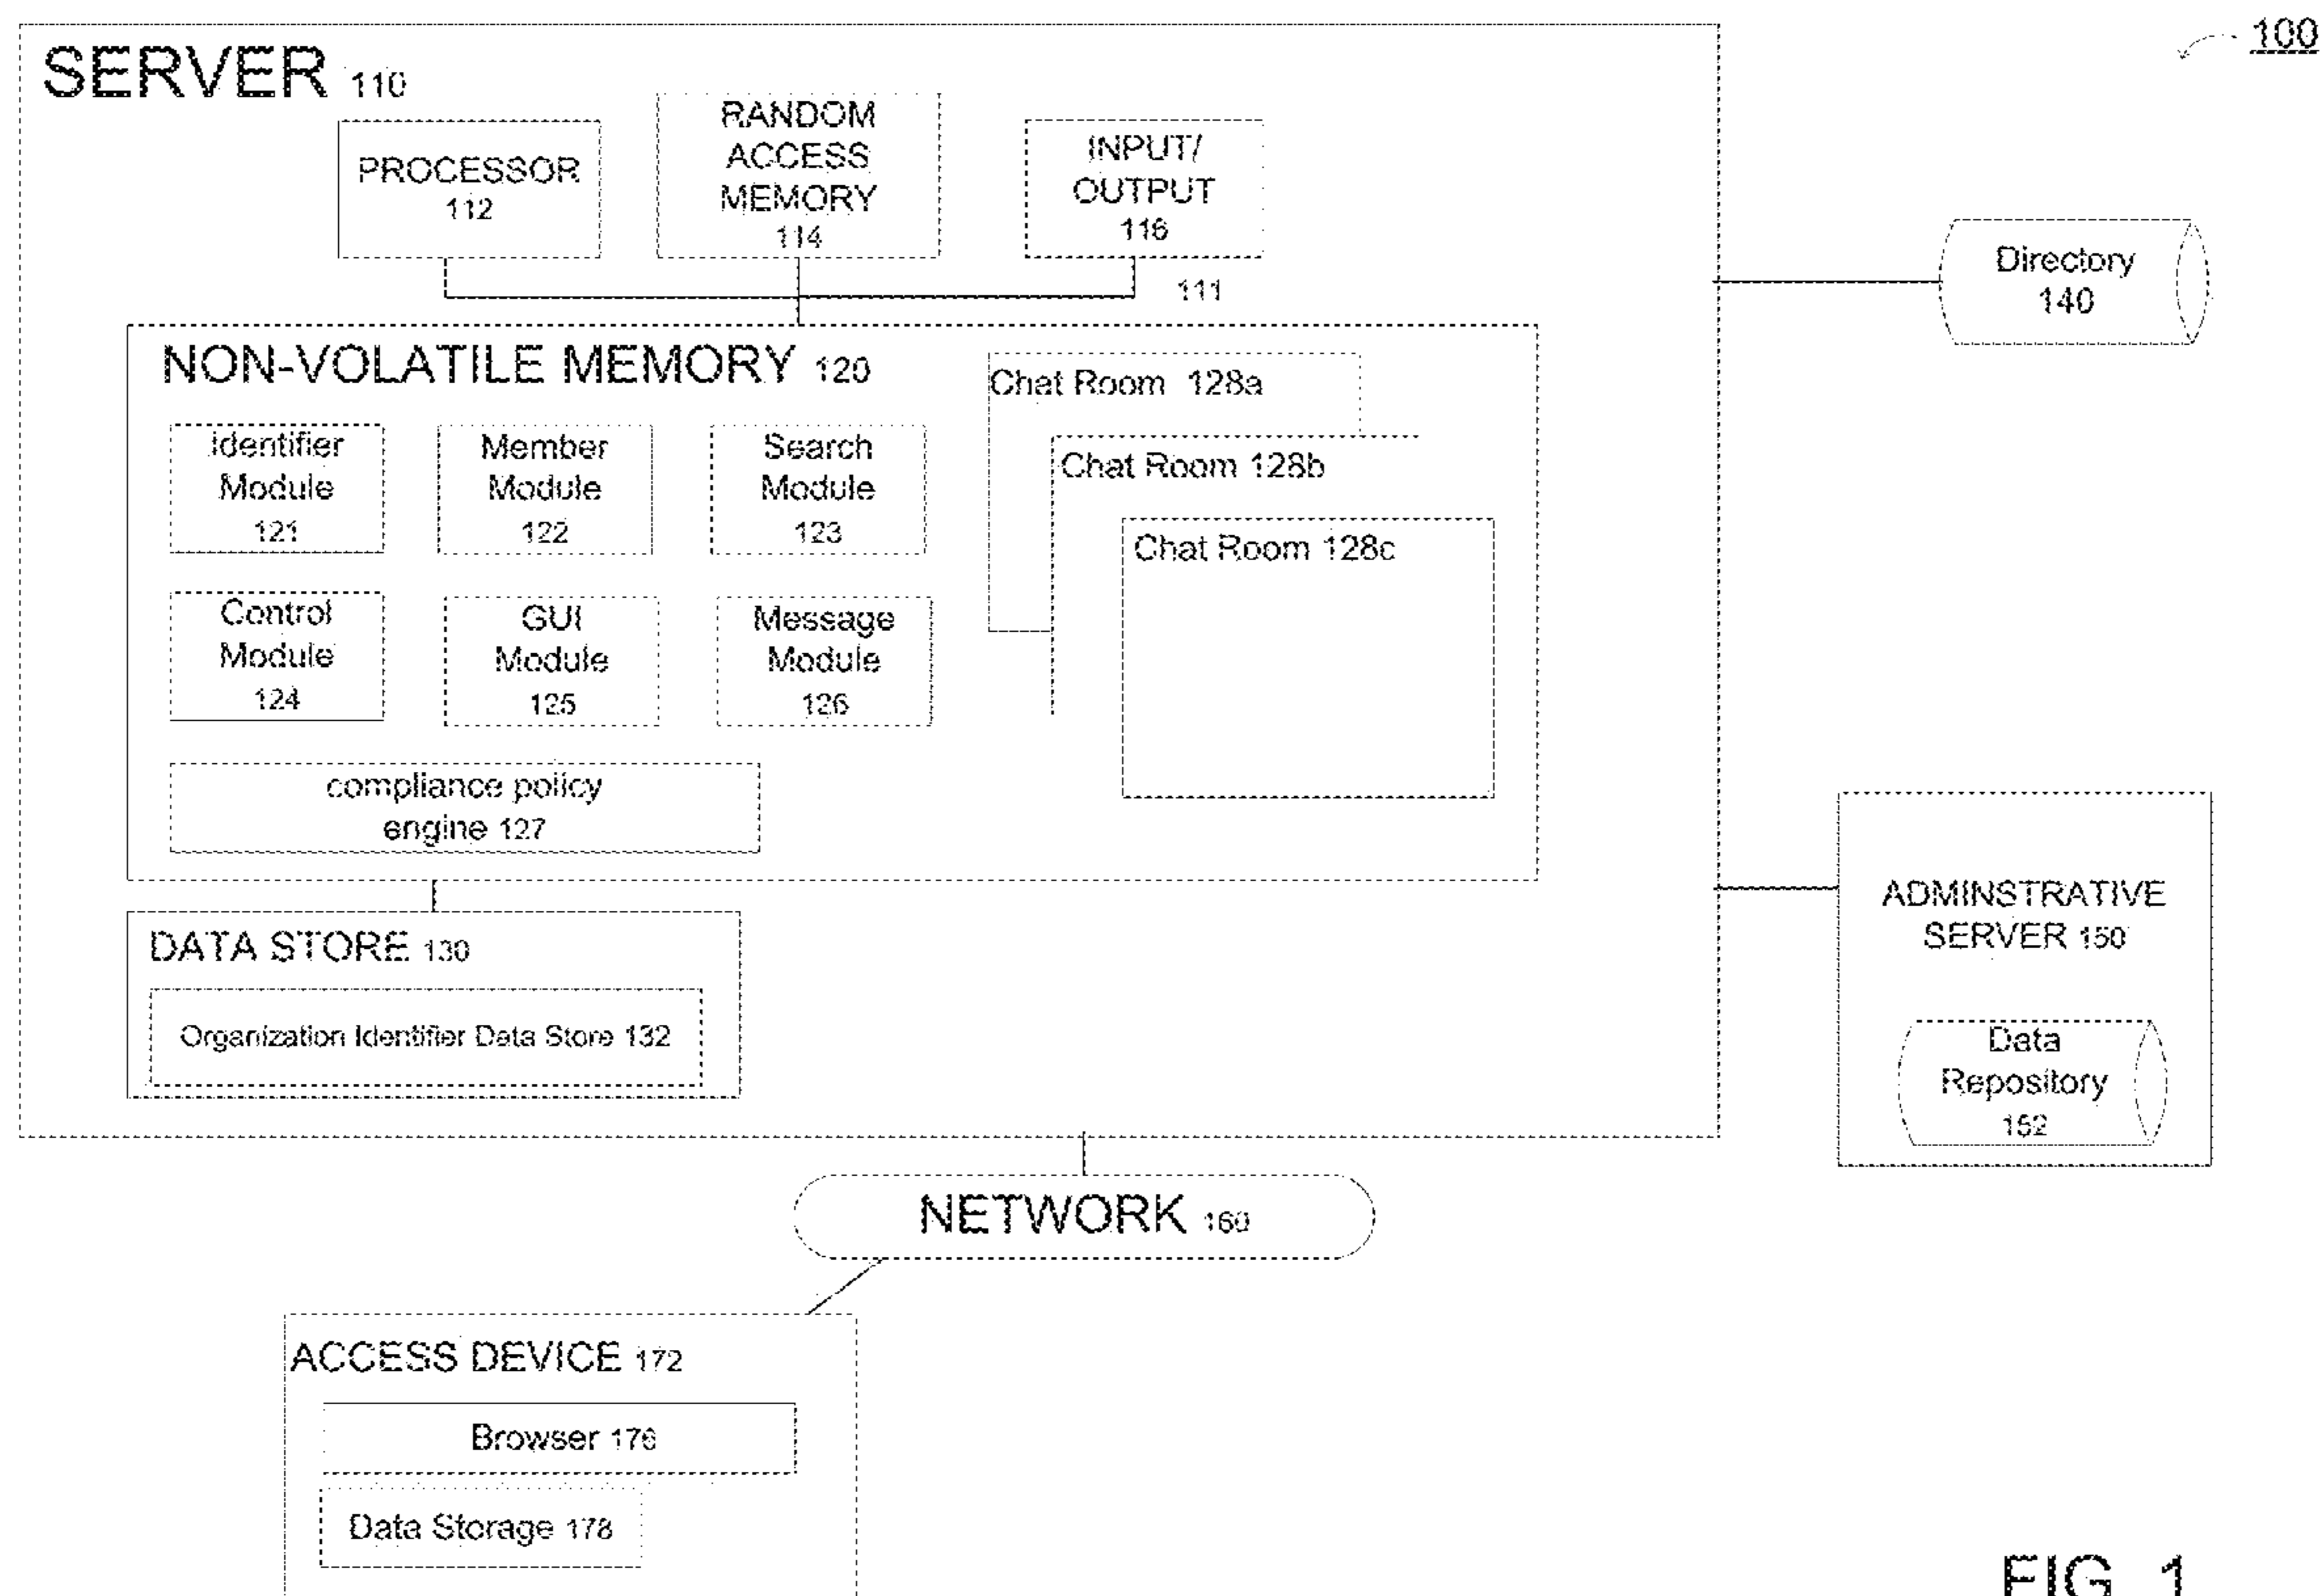 100
SERVER 110
PROCESSOR
112
RANDOM
ACCESS
MEMORY
114
INPUT/
OUTPUT
116
111
Directory
140
NON-VOLATILE MEMORY 120
Identifier
Module
121
Member
Module
122
Search
Module
123
Control
Module
124
GUI
Module
125
Message
Module
126
compliance policy
engine 127
Chat Room 128a
Chat Room 128b
Chat Room 128c
DATA STORE 130
Organization Identifier Data Store 132
ADMINSTRATIVE
SERVER 150
Data
Repository
152
NETWORK 160
ACCESS DEVICE 172
Browser 176
Data Storage 178
FIG. 1